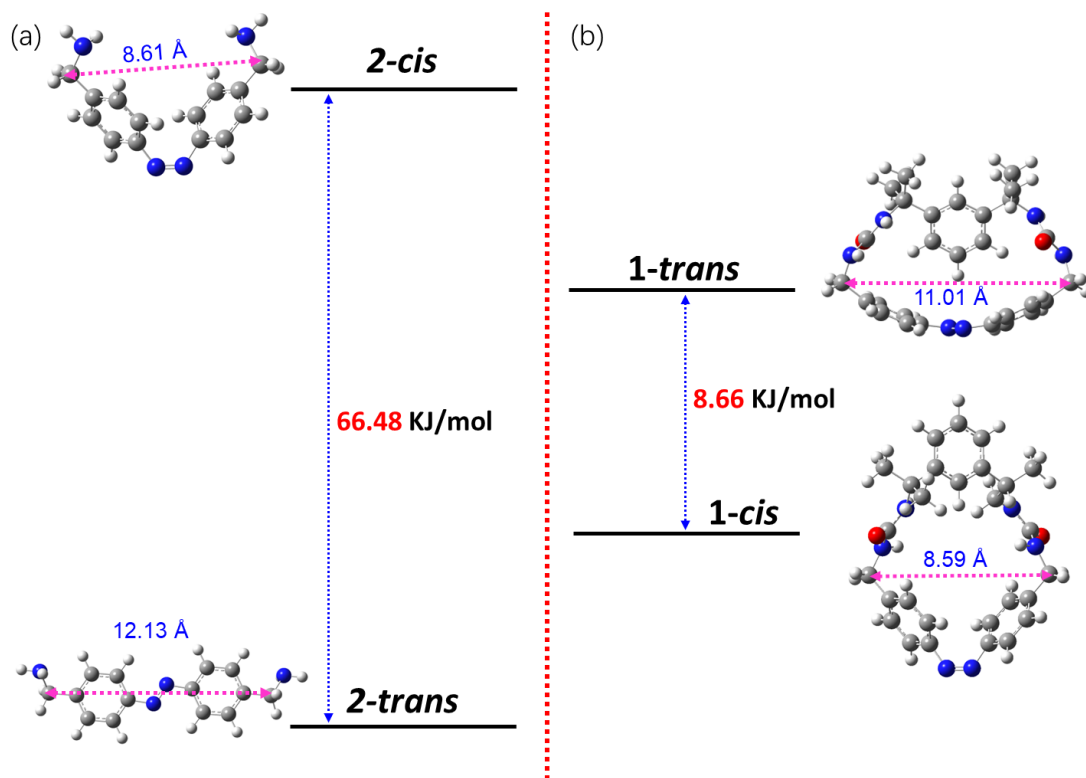 (a)
8.61 Å
2-cis
66.48 KJ/mol
12.13 Å
2-trans
(b)
1-trans
11.01 Å
8.66 KJ/mol
1-cis
8.59 Å